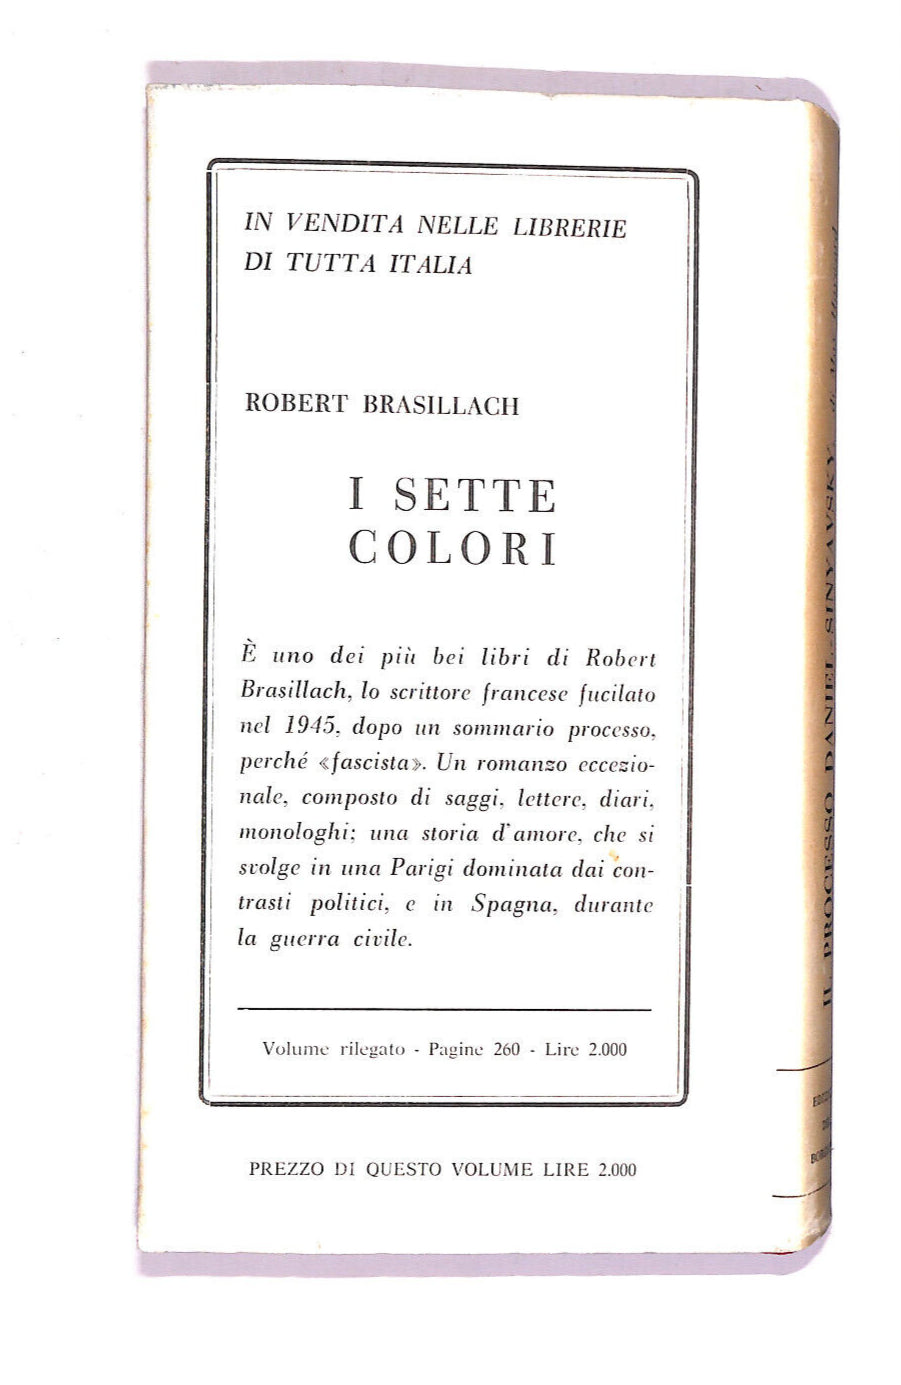 IN VENDITA NELLE LIBRERIE
DI TUTTA ITALIA
ROBERT BRASILLACH
I SETTE
COLORI
È uno dei più bei libri di Robert
Brasillach, lo scrittore francese fucilato
nel 1945, dopo un sommario processo,
perché «fascista». Un romanzo eccezio-
nale, composto di saggi, lettere, diari,
monologhi; una storia d'amore, che si
svolge in una Parigi dominata dai con-
trasti politici, e in Spagna, durante
la guerra civile.
Volume rilegato - Pagine 260 - Lire 2.000
PREZZO DI QUESTO VOLUME LIRE 2.000
IL PROCESSO DANIEL-SINYAVSKY